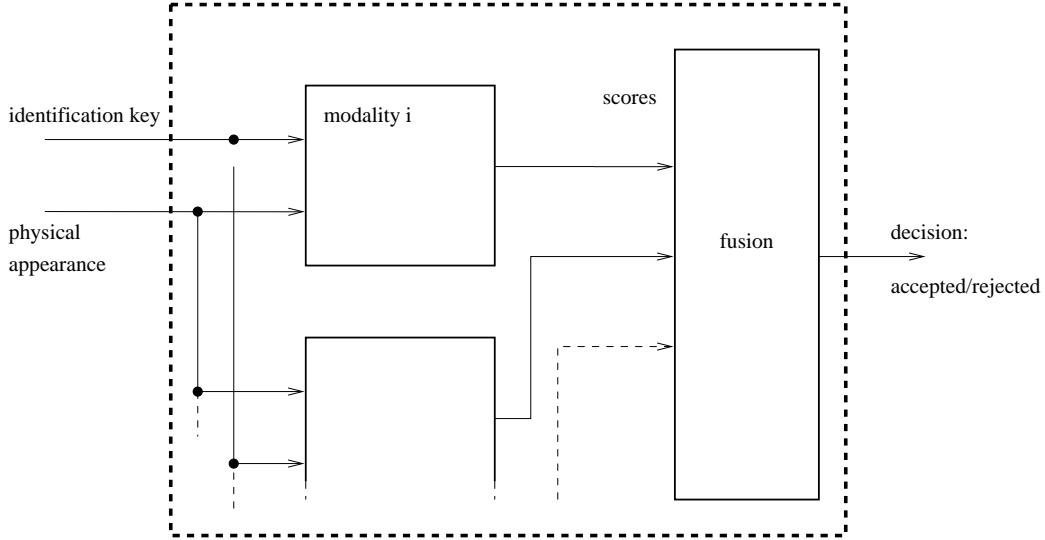 identification key
physical
appearance
modality i
scores
fusion
decision:
accepted/rejected